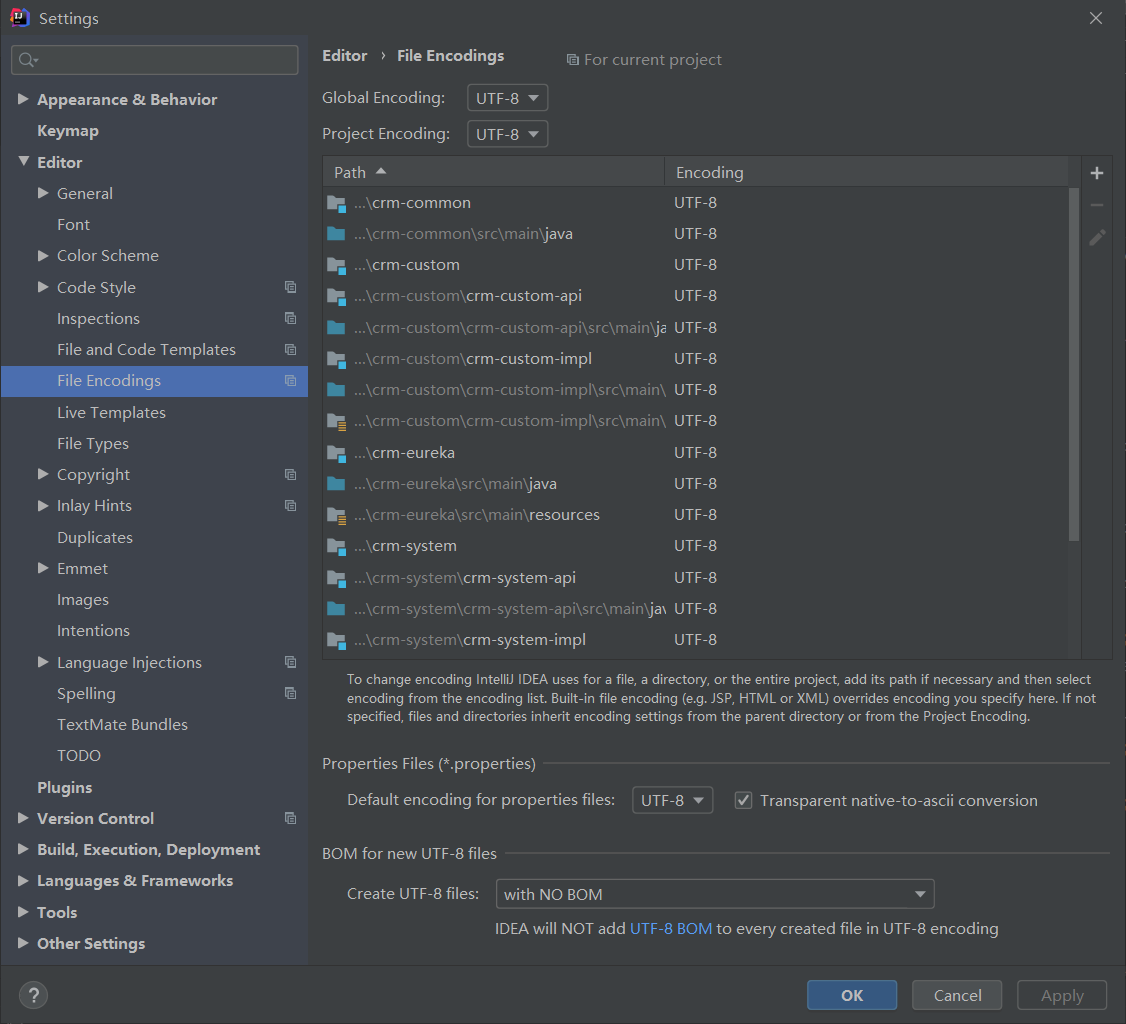 Settings
Appearance & Behavior
Keymap
Editor
General
Font
Color Scheme
Code Style
Inspections
File and Code Templates
File Encodings
Live Templates
File Types
Copyright
Inlay Hints
Duplicates
Emmet
Images
Intentions
Language Injections
Spelling
TextMate Bundles
TODO
Plugins
Version Control
Build, Execution, Deployment
Languages & Frameworks
Tools
Other Settings
Editor › File Encodings For current project
Global Encoding: UTF-8
Project Encoding: UTF-8
Path Encoding
...\crm-common UTF-8
...\crm-common\src\main\java UTF-8
...\crm-custom UTF-8
...\crm-custom\crm-custom-api UTF-8
...\crm-custom\crm-custom-api\src\main\ja UTF-8
...\crm-custom\crm-custom-impl UTF-8
...\crm-custom\crm-custom-impl\src\main\ UTF-8
...\crm-custom\crm-custom-impl\src\main\ UTF-8
...\crm-eureka UTF-8
...\crm-eureka\src\main\java UTF-8
...\crm-eureka\src\main\resources UTF-8
...\crm-system UTF-8
...\crm-system\crm-system-api UTF-8
...\crm-system\crm-system-api\src\main\jav UTF-8
...\crm-system\crm-system-impl UTF-8
To change encoding IntelliJ IDEA uses for a file, a directory, or the entire project, add its path if necessary and then select
encoding from the encoding list. Built-in file encoding (e.g. JSP, HTML or XML) overrides encoding you specify here. If not
specified, files and directories inherit encoding settings from the parent directory or from the Project Encoding.
Properties Files (*.properties)
Default encoding for properties files: UTF-8 Transparent native-to-ascii conversion
BOM for new UTF-8 files
Create UTF-8 files: with NO BOM
IDEA will NOT add UTF-8 BOM to every created file in UTF-8 encoding
? OK Cancel Apply